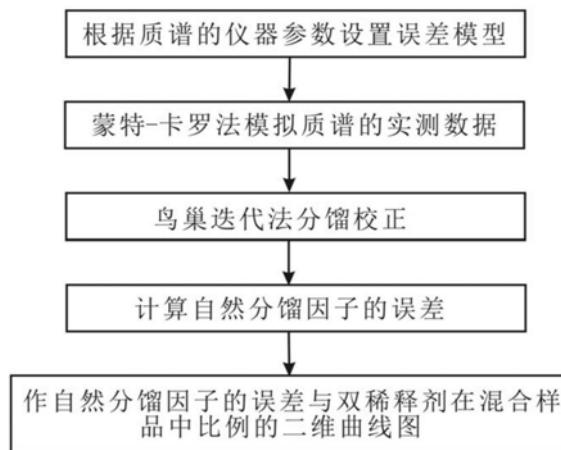 根据质谱的仪器参数设置误差模型
蒙特-卡罗法模拟质谱的实测数据
鸟巢迭代法分馏校正
计算自然分馏因子的误差
作自然分馏因子的误差与双稀释剂在混合样
品中比例的二维曲线图